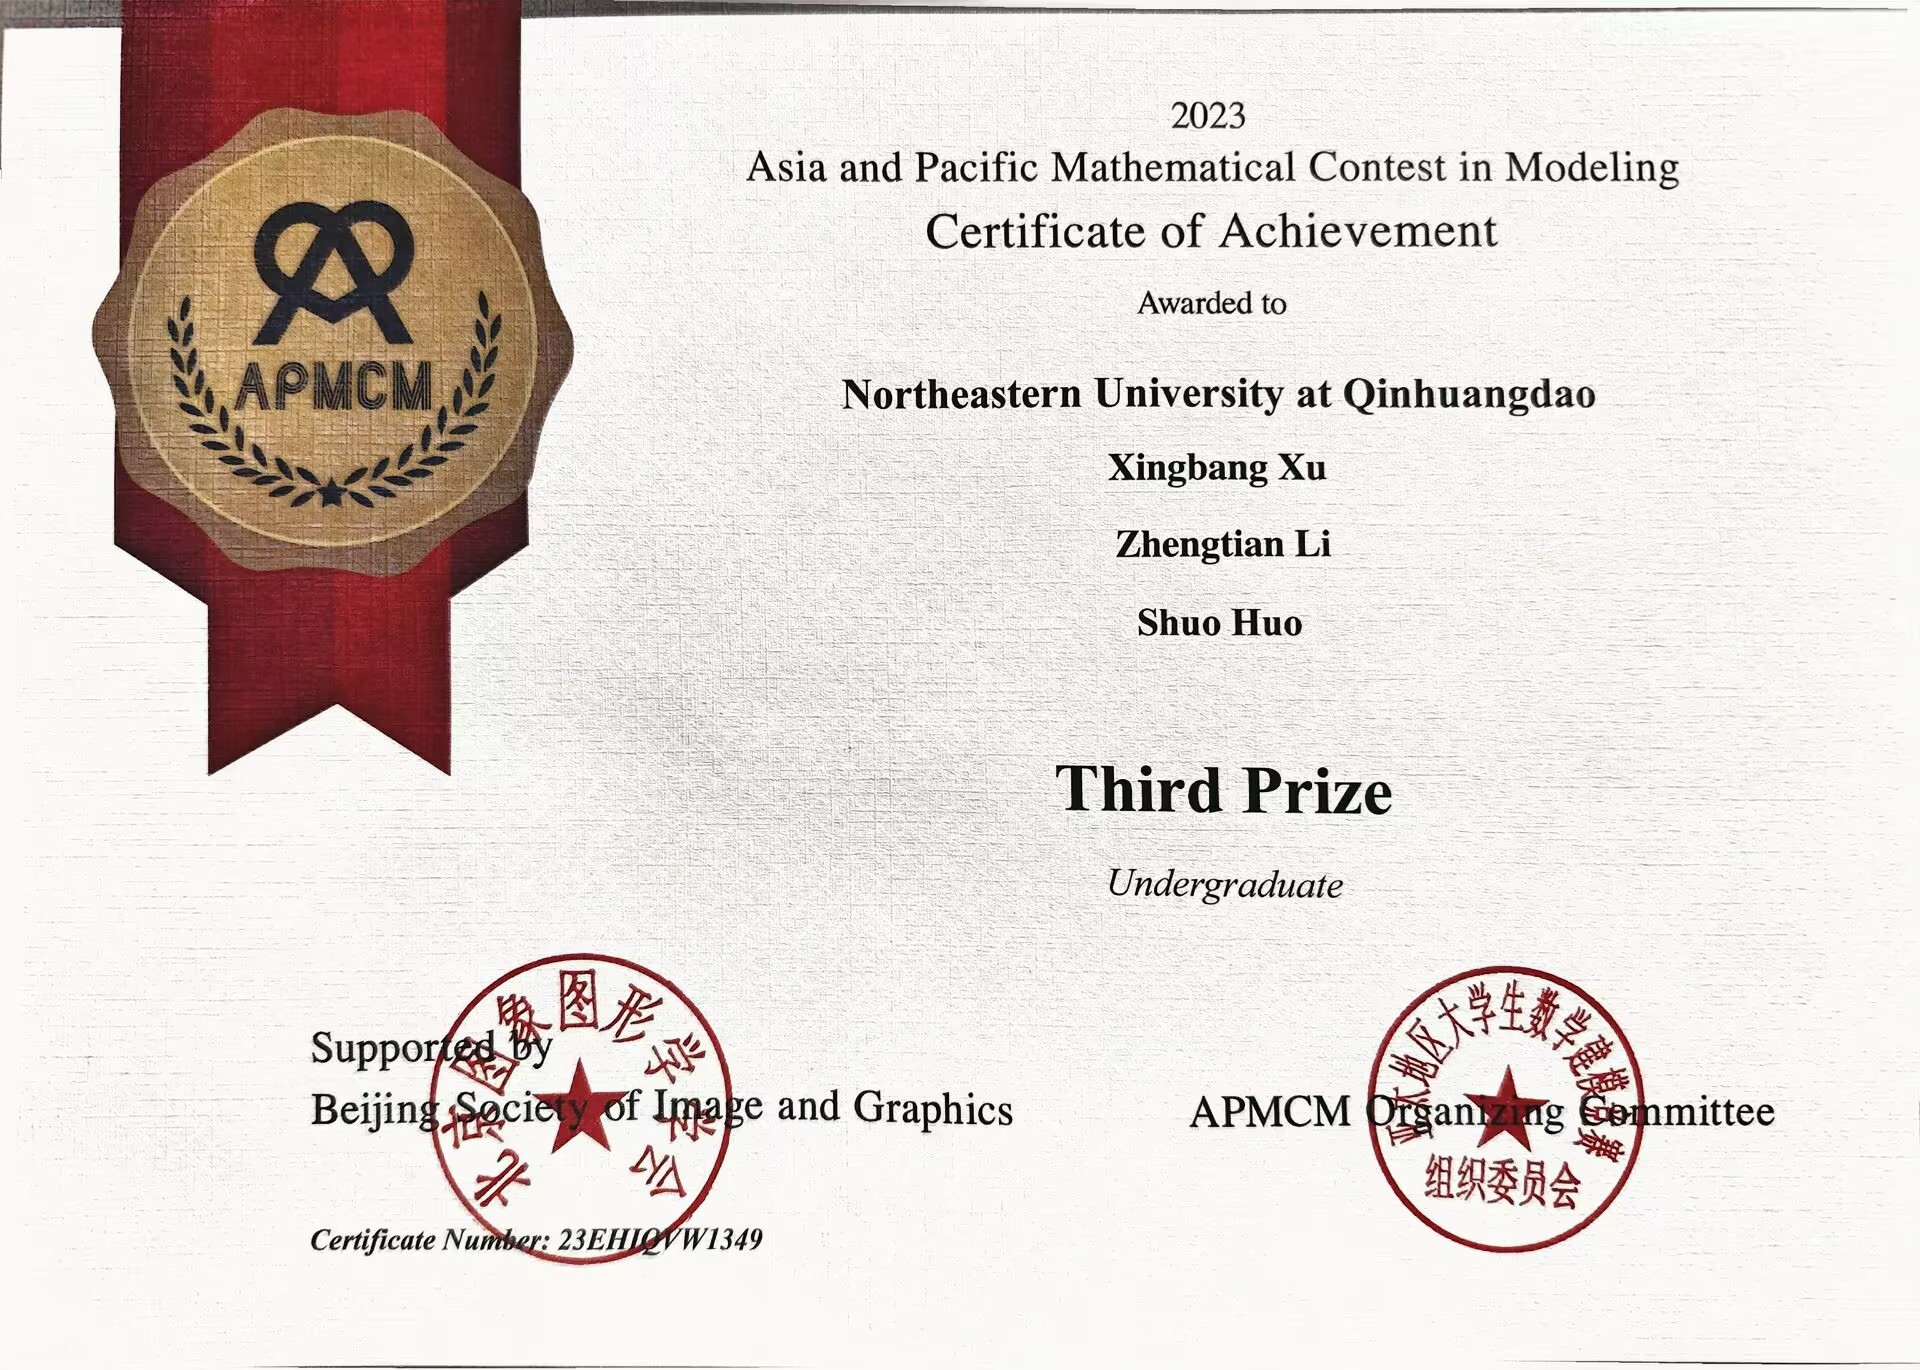 APMCM
2023
Asia and Pacific Mathematical Contest in Modeling
Certificate of Achievement
Awarded to
Northeastern University at Qinhuangdao
Xingbang Xu
Zhengtian Li
Shuo Huo
Third Prize
Undergraduate
Supported by
Beijing Society of Image and Graphics
北京图象图形学学会
Certificate Number: 23EHIQVW1349
APMCM Organizing Committee
亚太地区大学生数学建模竞赛
组织委员会